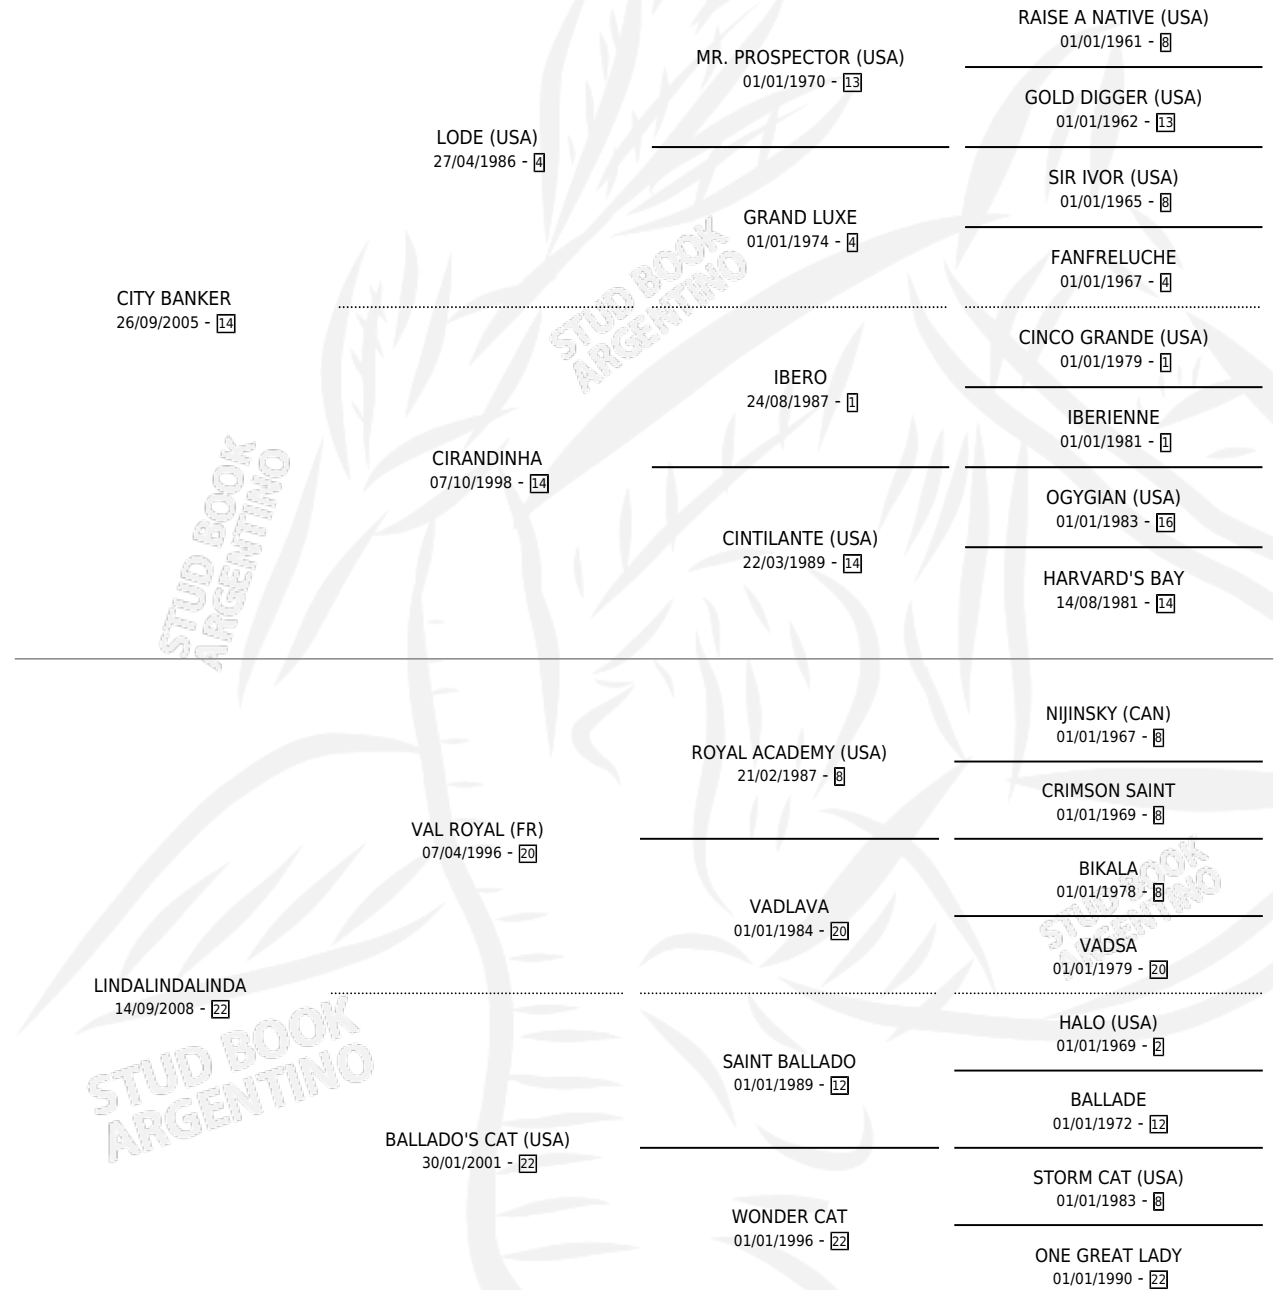 RAISE A NATIVE (USA)
01/01/1961 - 8
MR. PROSPECTOR (USA)
01/01/1970 - 13
GOLD DIGGER (USA)
01/01/1962 - 13
LODE (USA)
27/04/1986 - 4
SIR IVOR (USA)
01/01/1965 - 8
GRAND LUXE
01/01/1974 - 4
FANFRELUCHE
01/01/1967 - 4
CITY BANKER
26/09/2005 - 14
CINCO GRANDE (USA)
01/01/1979 - 1
IBERO
24/08/1987 - 1
IBERIENNE
01/01/1981 - 1
CIRANDINHA
07/10/1998 - 14
OGYGIAN (USA)
01/01/1983 - 16
CINTILANTE (USA)
22/03/1989 - 14
HARVARD'S BAY
14/08/1981 - 14
NIJINSKY (CAN)
01/01/1967 - 8
ROYAL ACADEMY (USA)
21/02/1987 - 8
CRIMSON SAINT
01/01/1969 - 8
VAL ROYAL (FR)
07/04/1996 - 20
BIKALA
01/01/1978 - 8
VADLAVA
01/01/1984 - 20
VADSA
01/01/1979 - 20
LINDALINDALINDA
14/09/2008 - 22
HALO (USA)
01/01/1969 - 2
SAINT BALLADO
01/01/1989 - 12
BALLADE
01/01/1972 - 12
BALLADO'S CAT (USA)
30/01/2001 - 22
STORM CAT (USA)
01/01/1983 - 8
WONDER CAT
01/01/1996 - 22
ONE GREAT LADY
01/01/1990 - 22
STUD BOOK
ARGENTINO
STUD BOOK
ARGENTINO
STUD BOOK
ARGENTINO
STUD BOOK
ARGENTINO